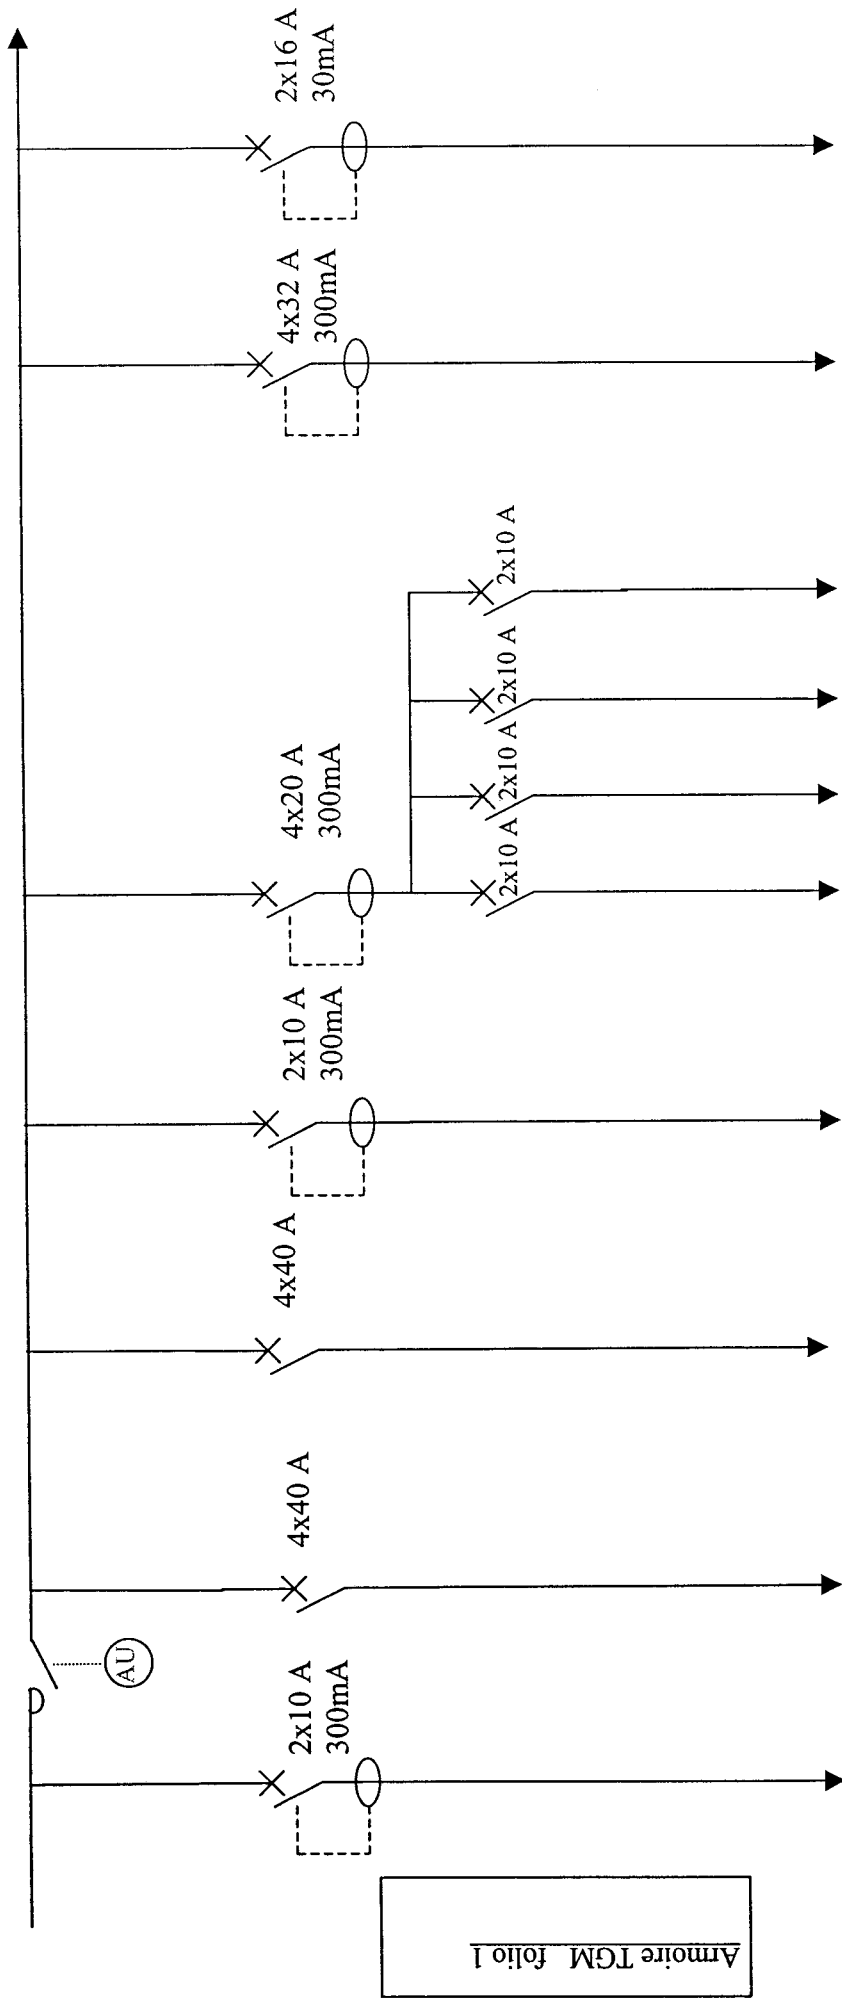 2x16 A
30mA
4x32 A
300mA
2x10 A
2x10 A
2x10 A
2x10 A
4x20 A
300mA
2x10 A
300mA
4x40 A
4x40 A
AU
2x10 A
300mA
Armoire TGM folio 1